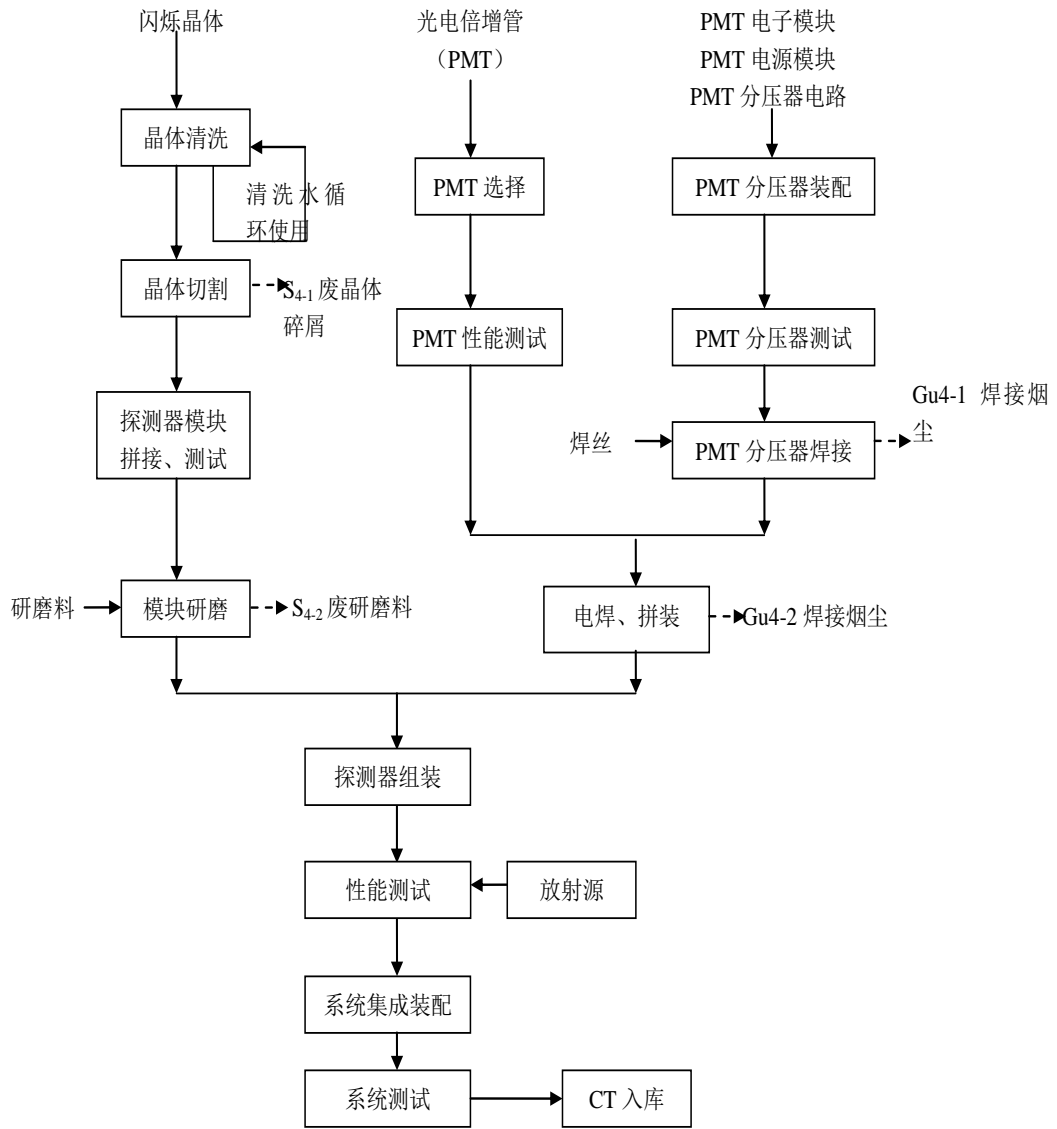 闪烁晶体
光电倍增管
（PMT）
PMT 电子模块
PMT 电源模块
PMT 分压器电路
晶体清洗
清洗水循
环使用
PMT 选择
PMT 分压器装配
晶体切割
S4-1 废晶体
碎屑
PMT 性能测试
PMT 分压器测试
探测器模块
拼接、测试
焊丝
PMT 分压器焊接
Gu4-1 焊接烟
尘
研磨料
模块研磨
S4-2 废研磨料
电焊、拼装
Gu4-2 焊接烟尘
探测器组装
性能测试
放射源
系统集成装配
系统测试
CT 入库